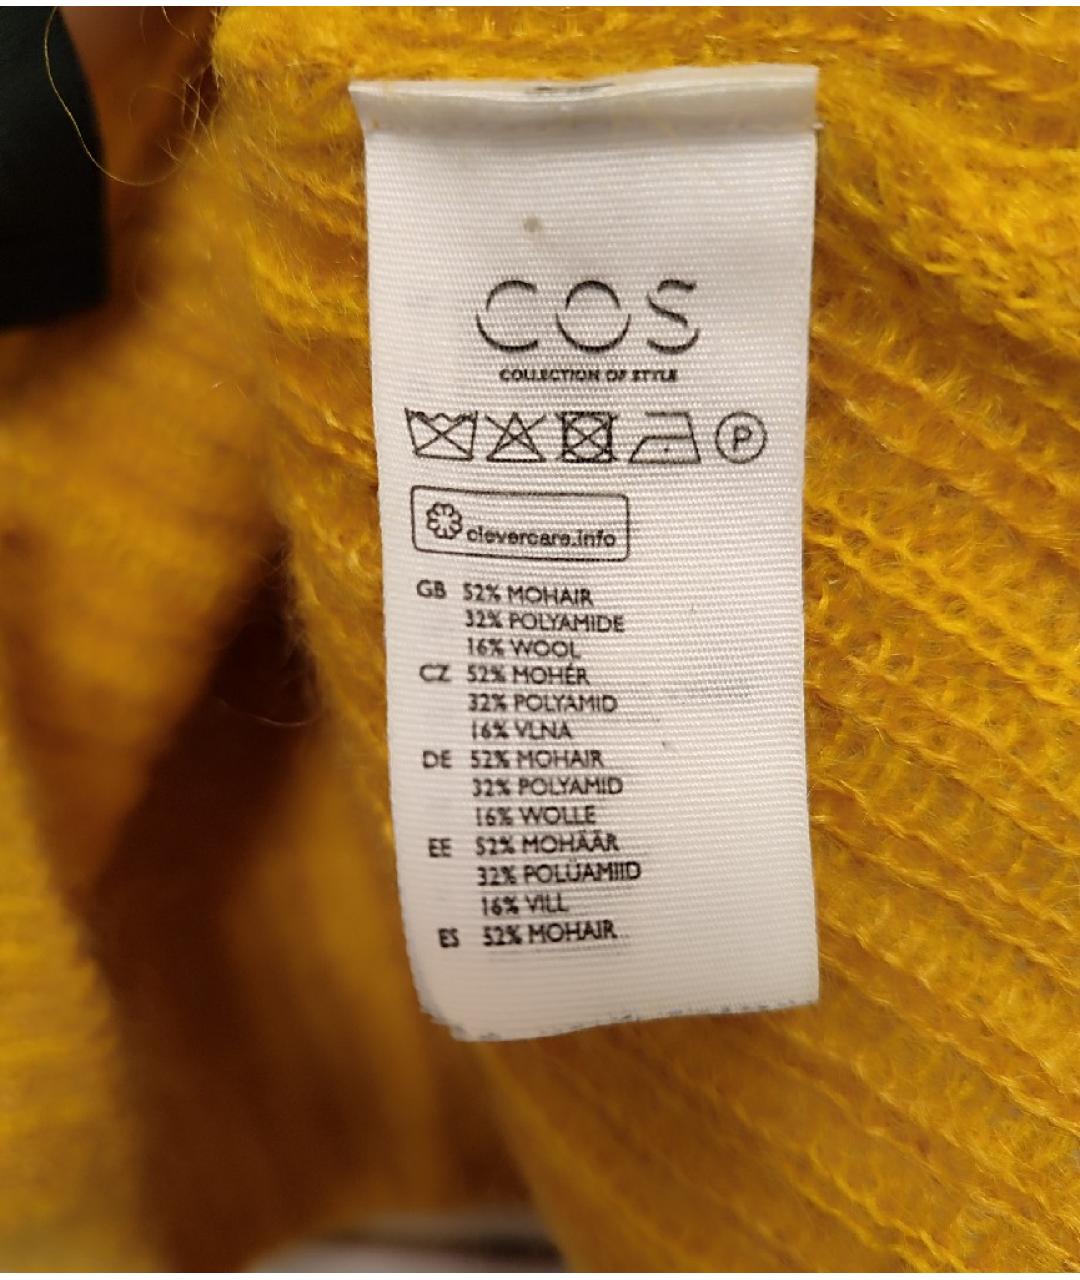 COS
COLLECTION OF STYLE
P
clevercare.info
GB 52% MOHAIR
32% POLYAMIDE
16% WOOL
CZ 52% MOHÉR
32% POLYAMID
16% VLNA
DE 52% MOHAIR
32% POLYAMID
16% WOLLE
EE 52% MOHÄÄR
32% POLÜAMIID
16% VILL
ES 52% MOHAIR